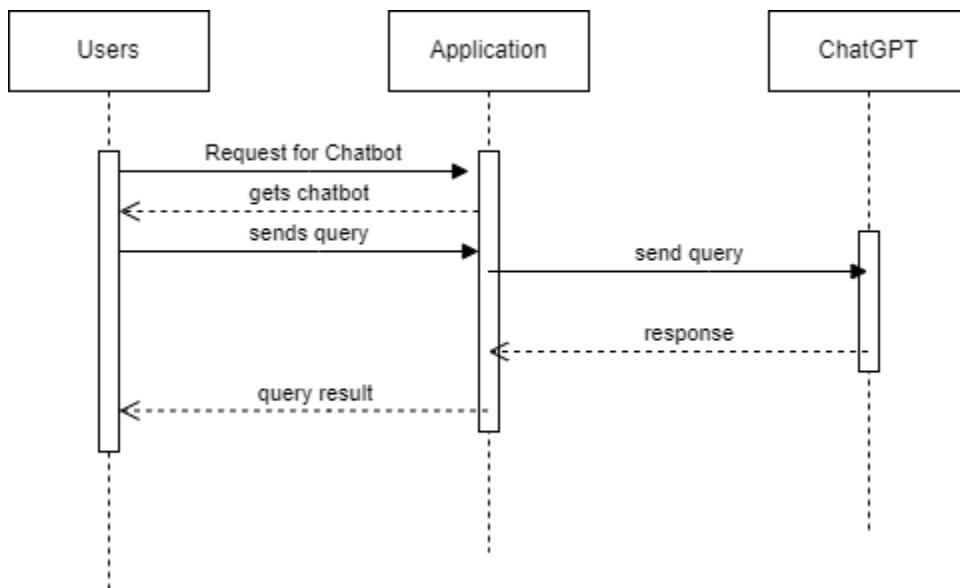 Users
Application
ChatGPT
Request for Chatbot
gets chatbot
sends query
send query
response
query result